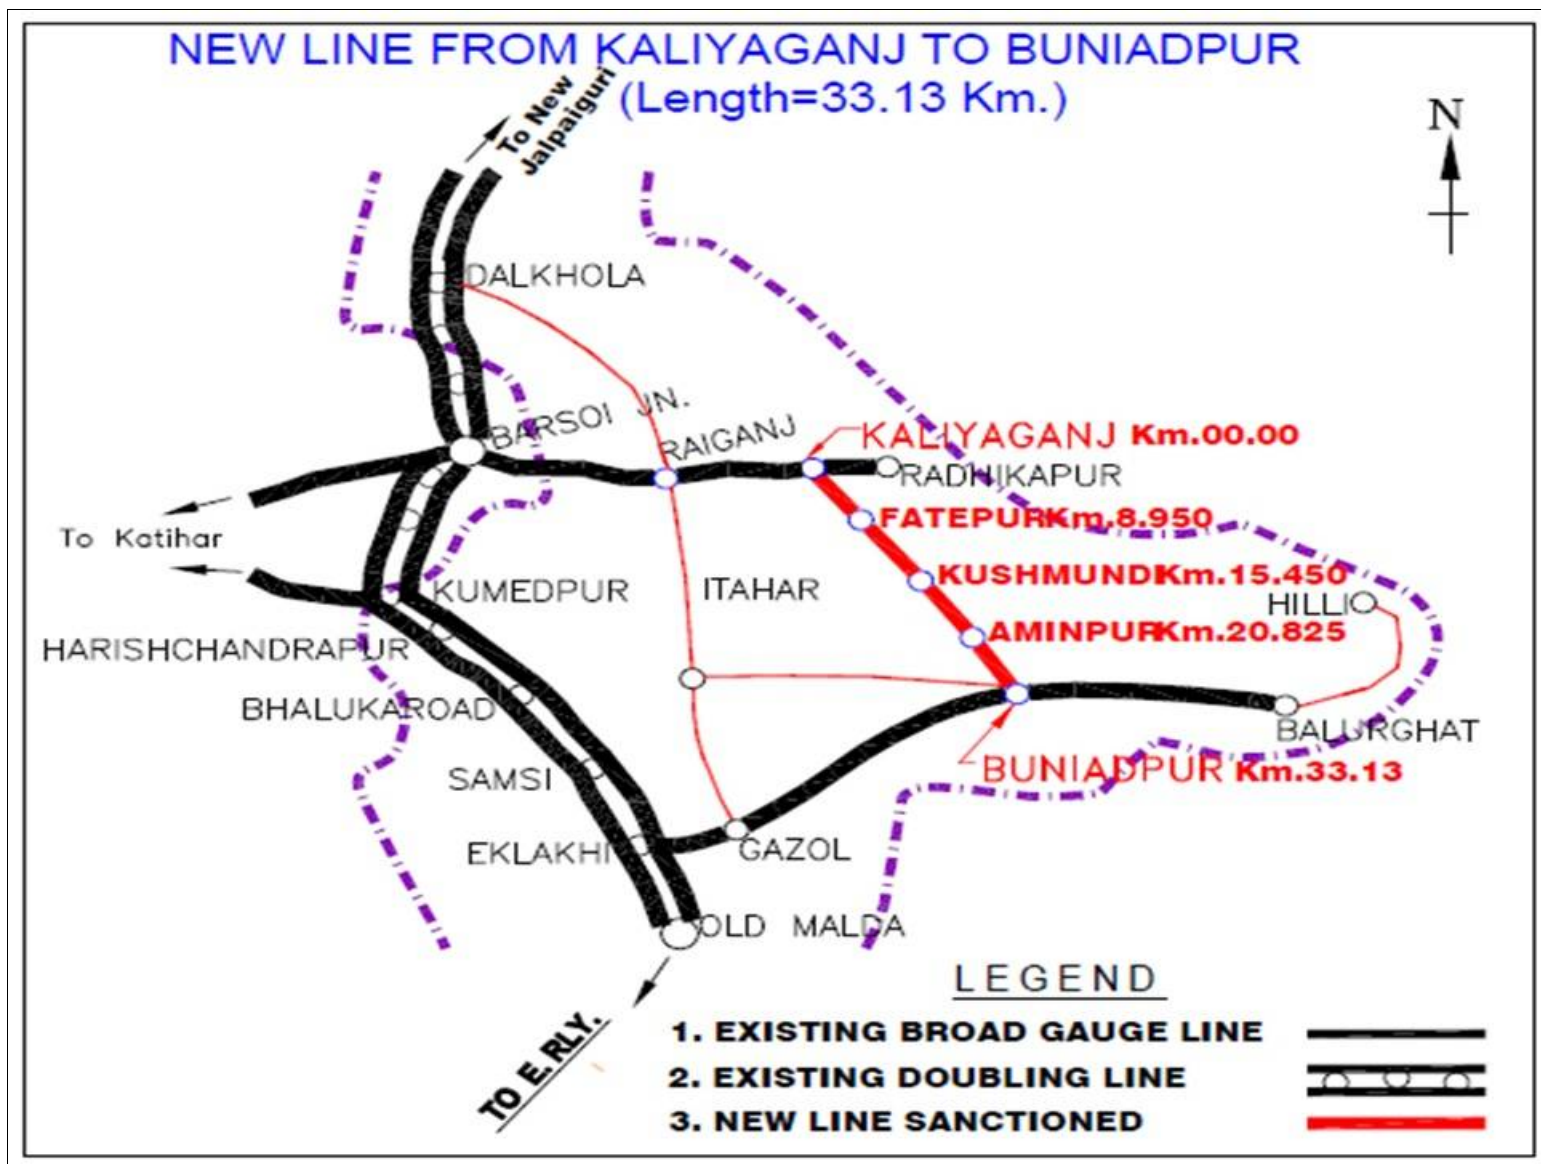 NEW LINE FROM KALIYAGANJ TO BUNIADPUR
(Length=33.13 Km.)
N
To New
Jalpaiguri
DALKHOLA
BARSOI JN.
RAIGANJ
KALIYAGANJ Km.00.00
RADHIKAPUR
FATEPUR Km.8.950
To Katihar
KUSHMUNDI Km.15.450
KUMEDPUR
ITAHAR
HILLI
AMINPUR Km.20.825
HARISHCHANDRAPUR
BHALUKAROAD
BALURGHAT
SAMSI
BUNIADPUR Km.33.13
EKLAKHI
GAZOL
OLD MALDA
TO E. RLY.
LEGEND
1. EXISTING BROAD GAUGE LINE
2. EXISTING DOUBLING LINE
3. NEW LINE SANCTIONED